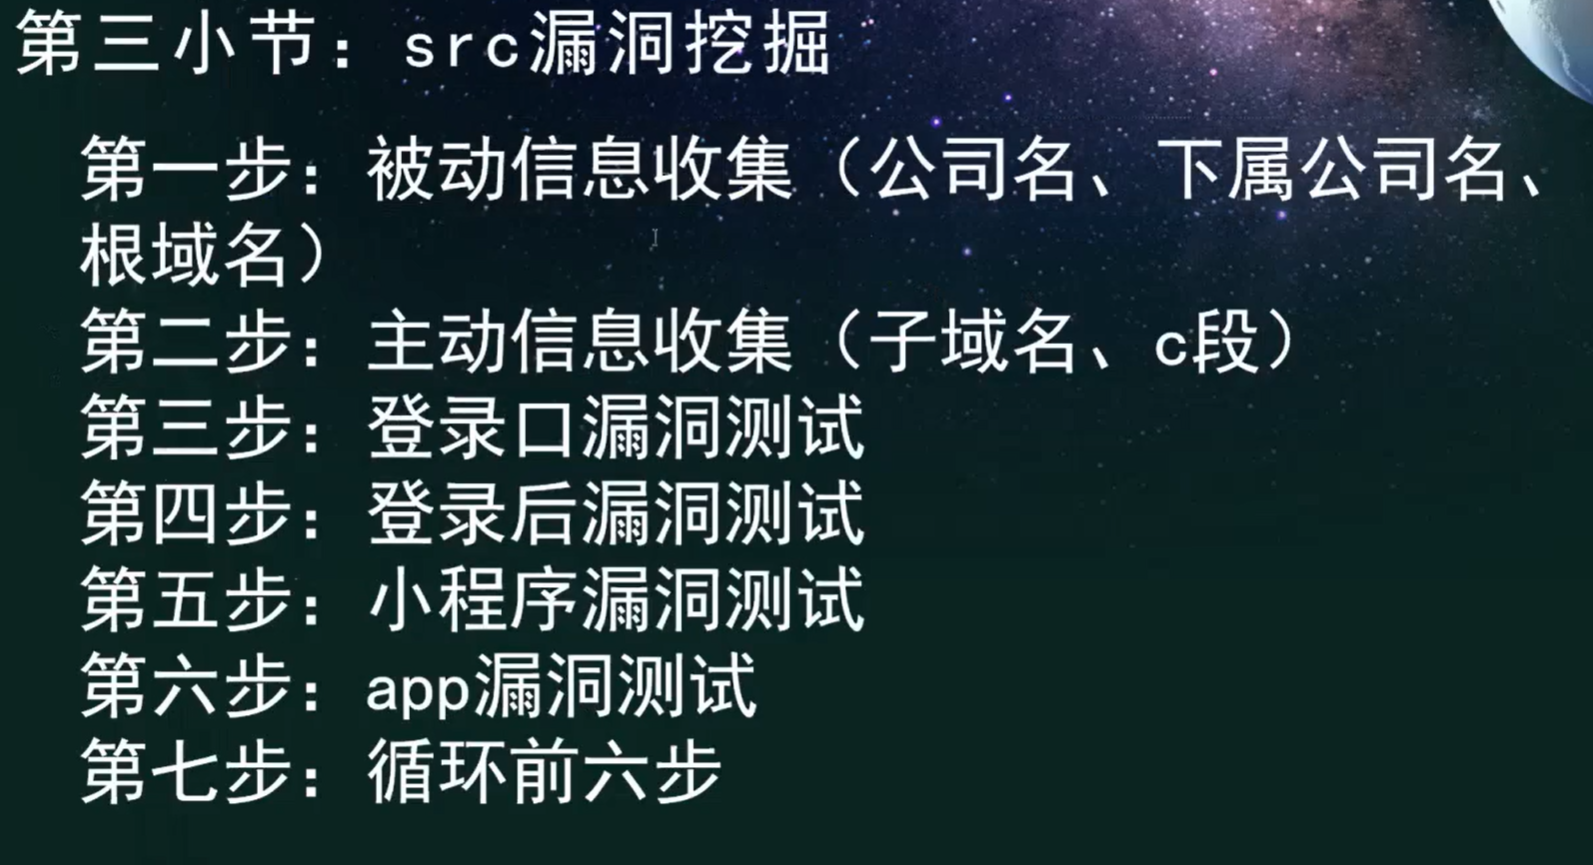 第三小节：src漏洞挖掘
第一步：被动信息收集（公司名、下属公司名、
根域名）
第二步：主动信息收集（子域名、c段）
第三步：登录口漏洞测试
第四步：登录后漏洞测试
第五步：小程序漏洞测试
第六步：app漏洞测试
第七步：循环前六步